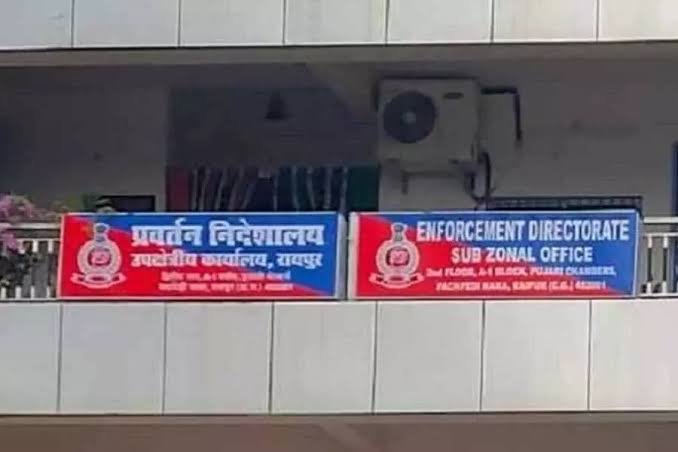 प्रवर्तन निदेशालय
उपक्षेत्रीय कार्यालय, रायपुर
ENFORCEMENT DIRECTORATE
SUB ZONAL OFFICE
2nd FLOOR, A-1 BLOCK, PUJARI CHAMBERS,
PACHPEDI NAKA, RAIPUR (C.G.)